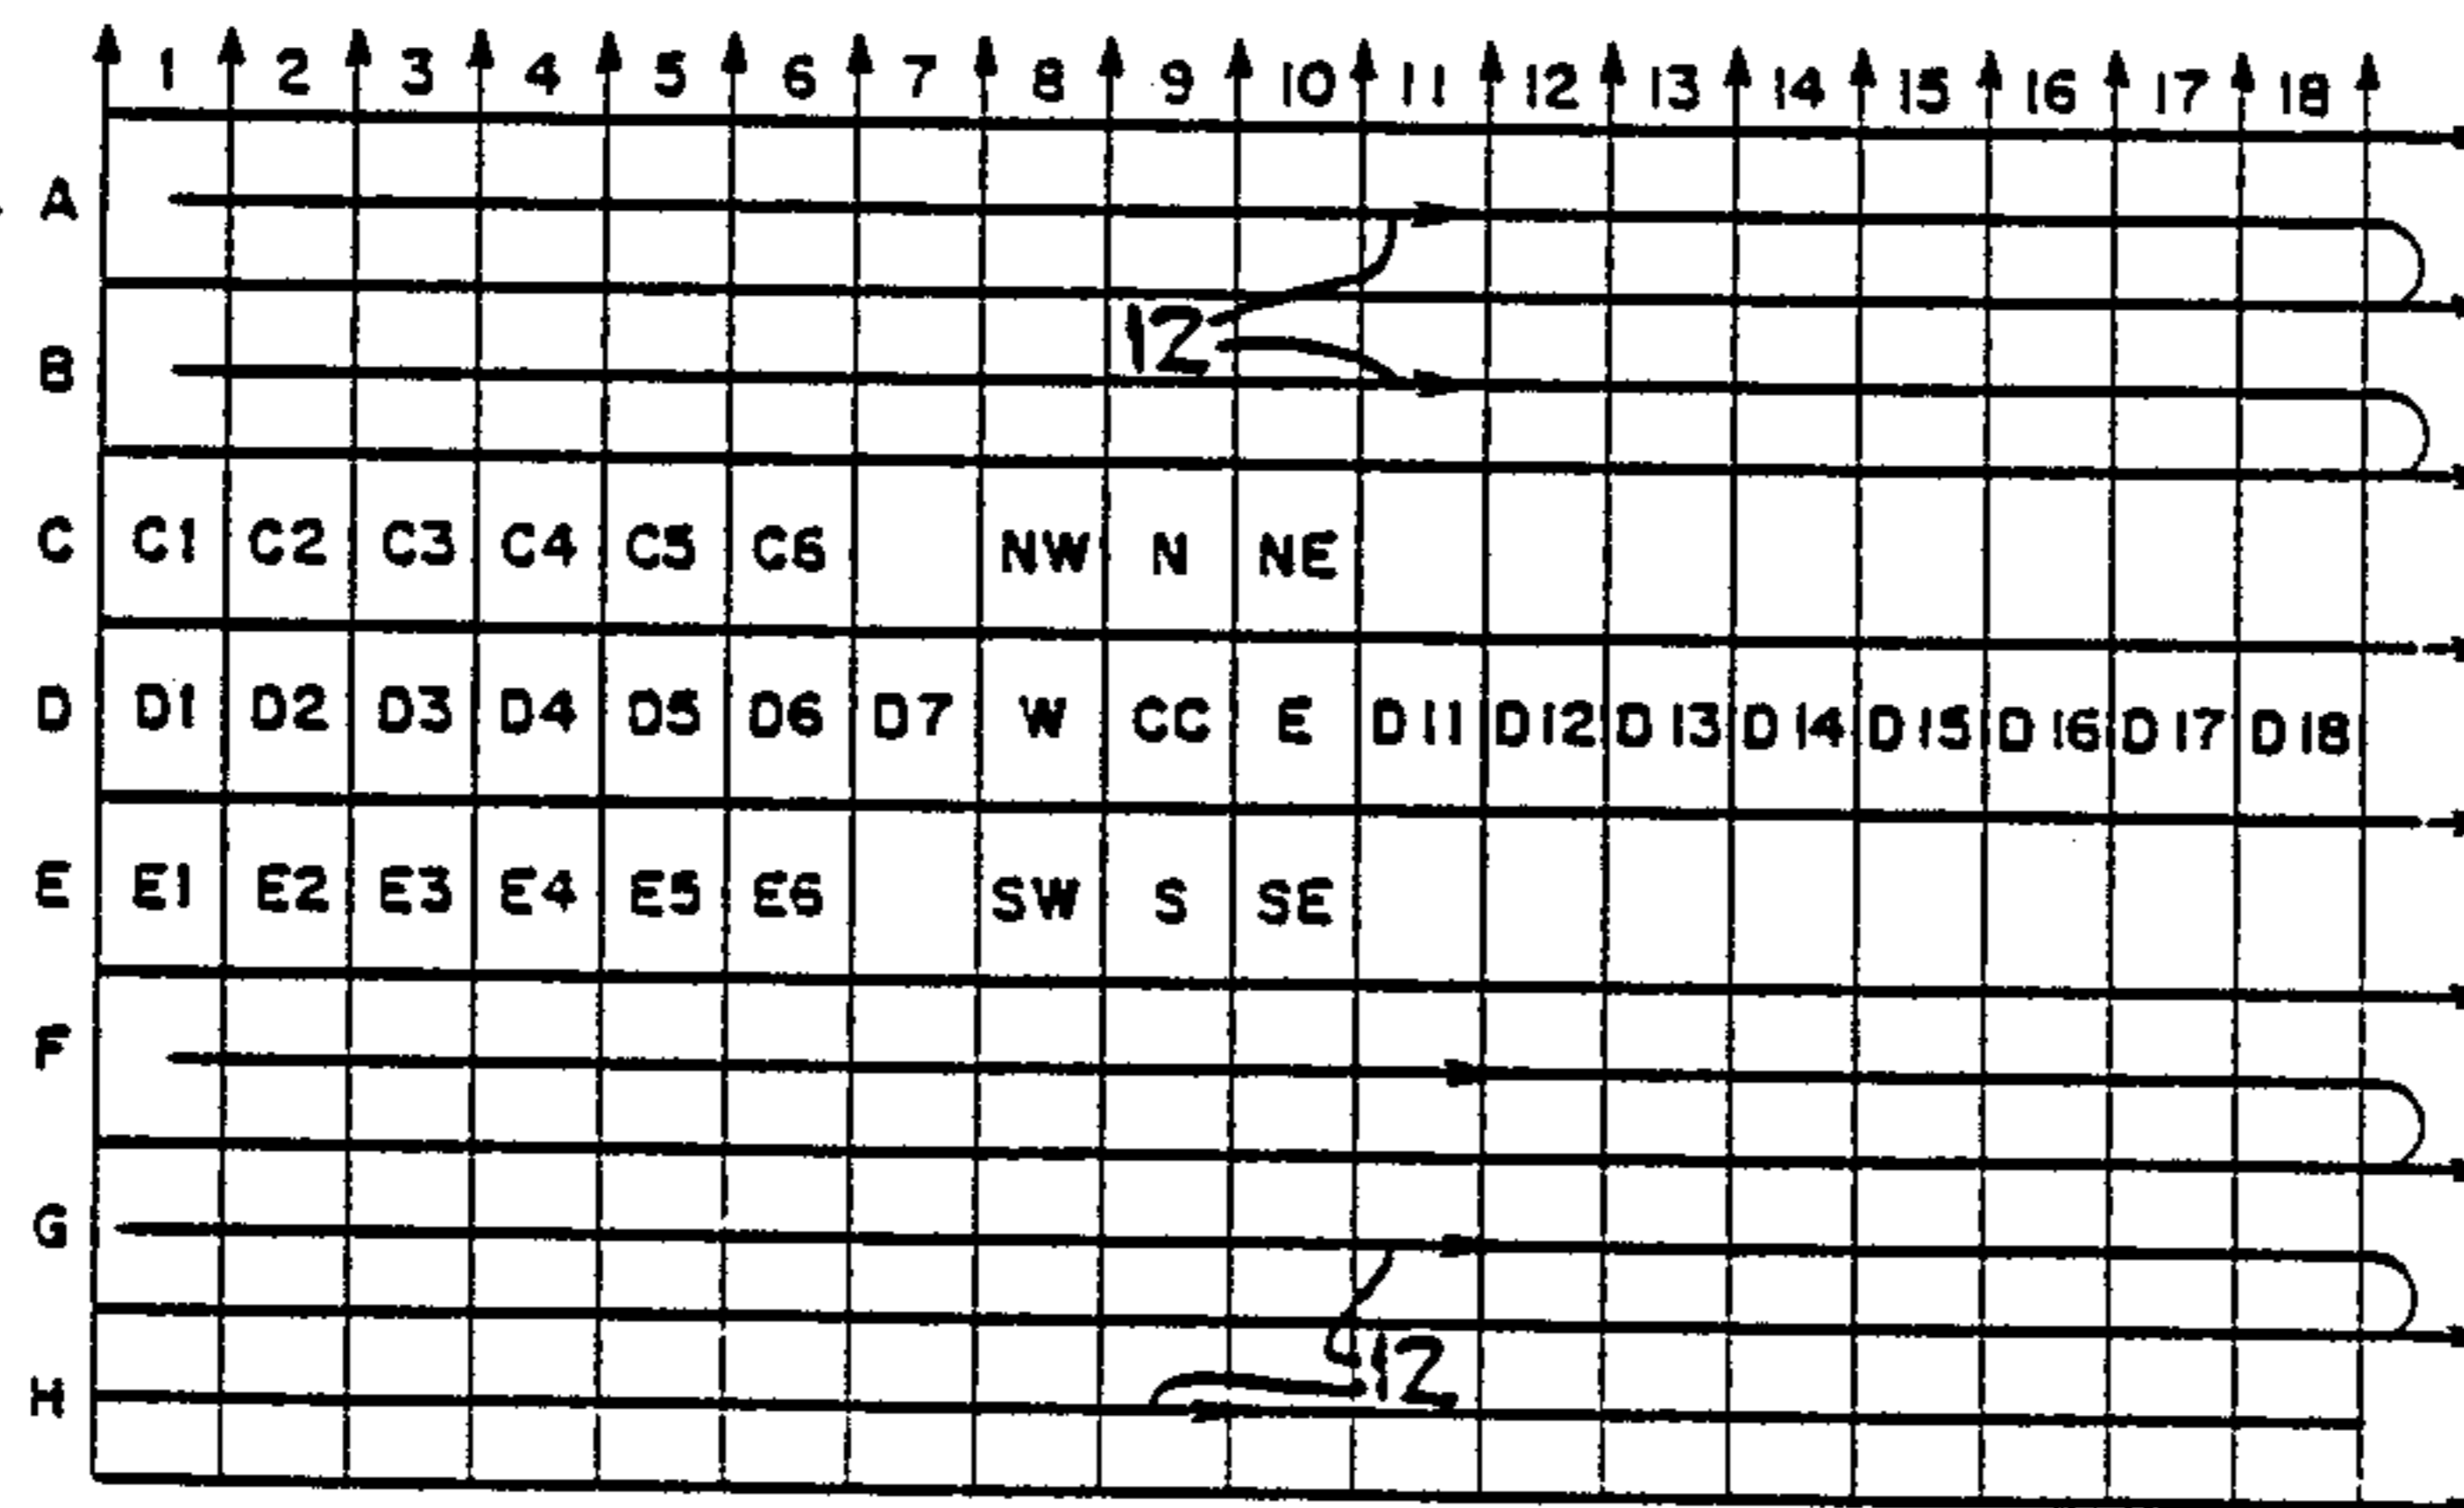 1 2 3 4 5 6 7 8 9 10 11 12 13 14 15 16 17 18
A
12
B
C C1 C2 C3 C4 C5 C6 NW N NE
D D1 D2 D3 D4 D5 D6 D7 W CC E D11 D12 D13 D14 D15 D16 D17 D18
E E1 E2 E3 E4 E5 E6 SW S SE
F
G
12
H